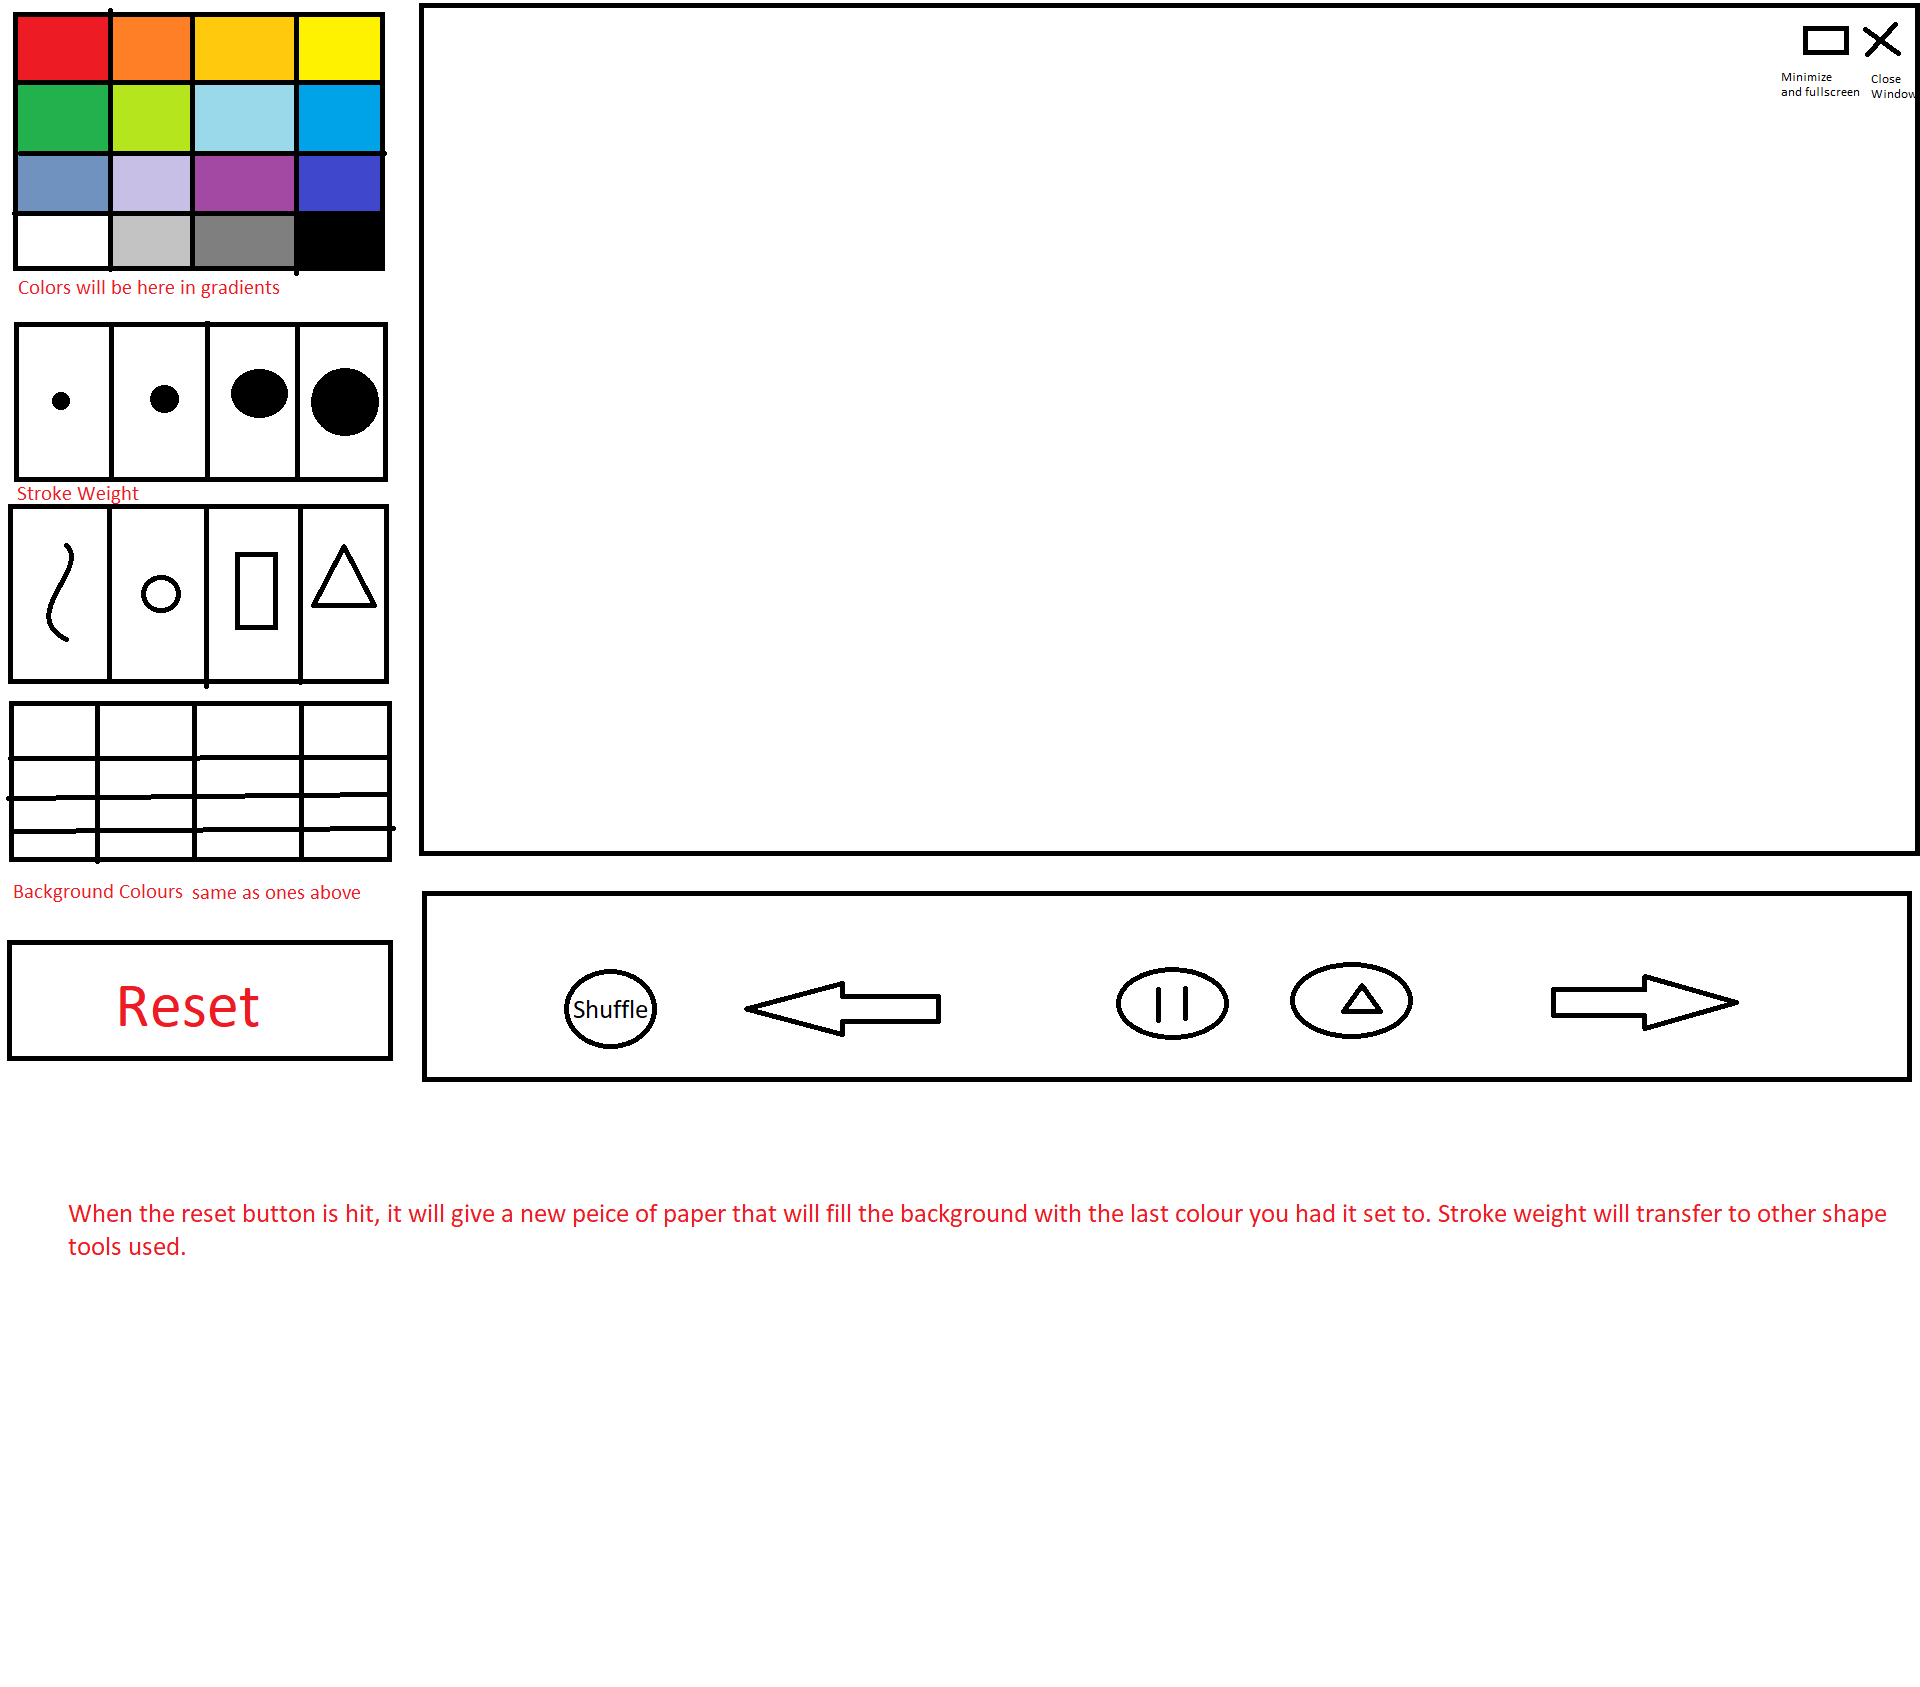 Minimize
and fullscreen
Close
Window
Colors will be here in gradients
Stroke Weight
Background Colours same as ones above
Reset
Shuffle
When the reset button is hit, it will give a new peice of paper that will fill the background with the last colour you had it set to. Stroke weight will transfer to other shape
tools used.